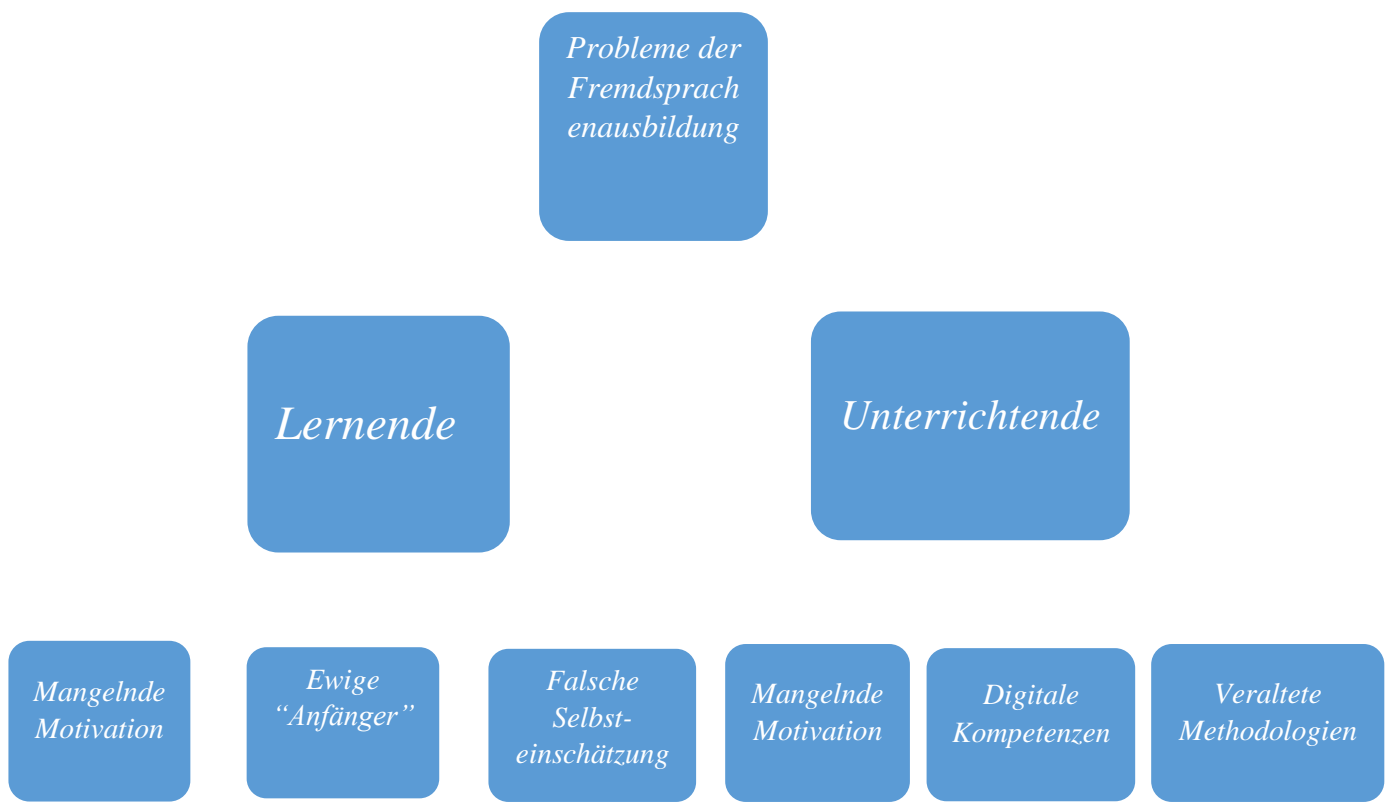 Probleme der
Fremdsprach
enausbildung
Lernende
Unterrichtende
Mangelnde
Motivation
Ewige
“Anfänger”
Falsche
Selbst-
einschätzung
Mangelnde
Motivation
Digitale
Kompetenzen
Veraltete
Methodologien